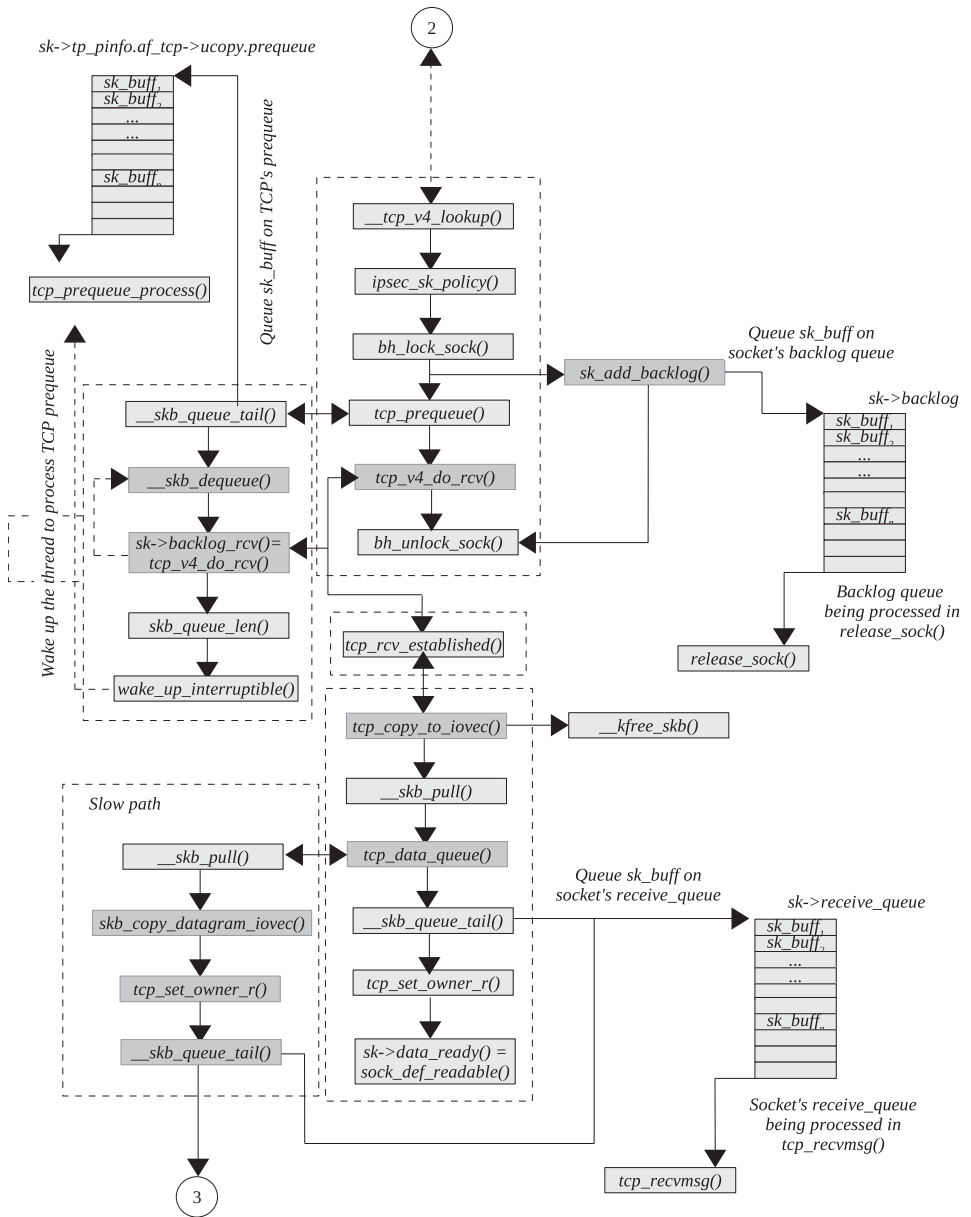 2
sk->tp_pinfo.af_tcp->ucopy.prequeue
sk_buff1
sk_buff2
...
...
sk_buffn
Queue sk_buff on TCP's prequeue
tcp_prequeue_process()
Wake up the thread to process TCP prequeue
__tcp_v4_lookup()
ipsec_sk_policy()
bh_lock_sock()
tcp_prequeue()
tcp_v4_do_rcv()
bh_unlock_sock()
Queue sk_buff on
socket's backlog queue
sk_add_backlog()
sk->backlog
sk_buff1
sk_buff2
...
...
sk_buffn
Backlog queue
being processed in
release_sock()
release_sock()
__skb_queue_tail()
__skb_dequeue()
sk->backlog_rcv()=
tcp_v4_do_rcv()
skb_queue_len()
wake_up_interruptible()
tcp_rcv_established()
tcp_copy_to_iovec()
__kfree_skb()
__skb_pull()
tcp_data_queue()
__skb_queue_tail()
tcp_set_owner_r()
sk->data_ready() =
sock_def_readable()
Slow path
__skb_pull()
skb_copy_datagram_iovec()
tcp_set_owner_r()
__skb_queue_tail()
Queue sk_buff on
socket's receive_queue
sk->receive_queue
sk_buff1
sk_buff2
...
...
sk_buffn
Socket's receive_queue
being processed in
tcp_recvmsg()
tcp_recvmsg()
3